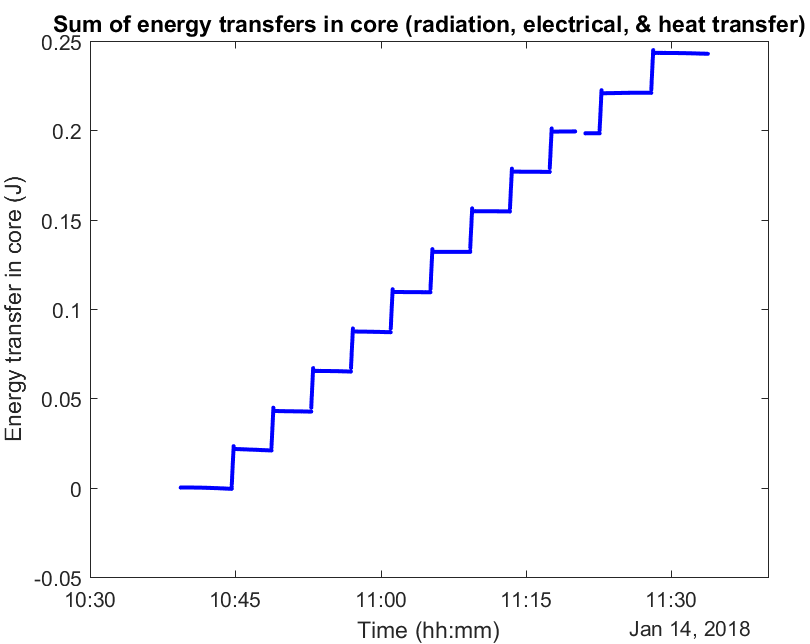 Sum of energy transfers in core (radiation, electrical, & heat transfer)
0.25
0.2
0.15
0.1
0.05
0
-0.05
Energy transfer in core (J)
10:30 10:45 11:00 11:15 11:30
Time (hh:mm)
Jan 14, 2018